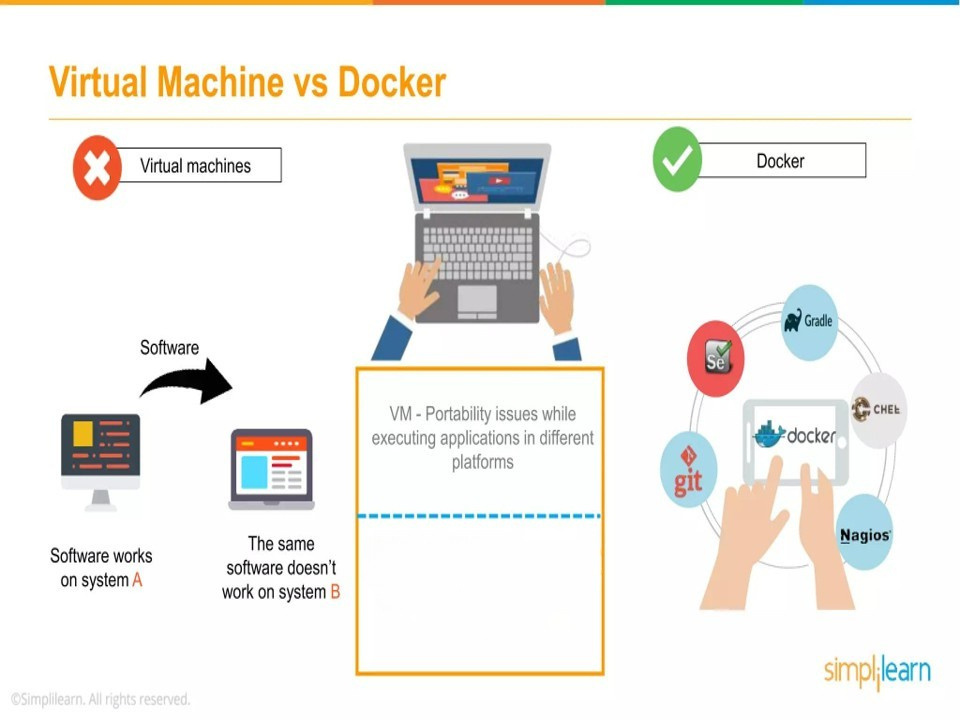 Virtual Machine vs Docker
Virtual machines
Docker
Software
Software works
on system A
The same
software doesn't
work on system B
VM - Portability issues while
executing applications in different
platforms
Gradle
Se
CHEF
docker
git
Nagios
simplilearn
©Simplilearn. All rights reserved.